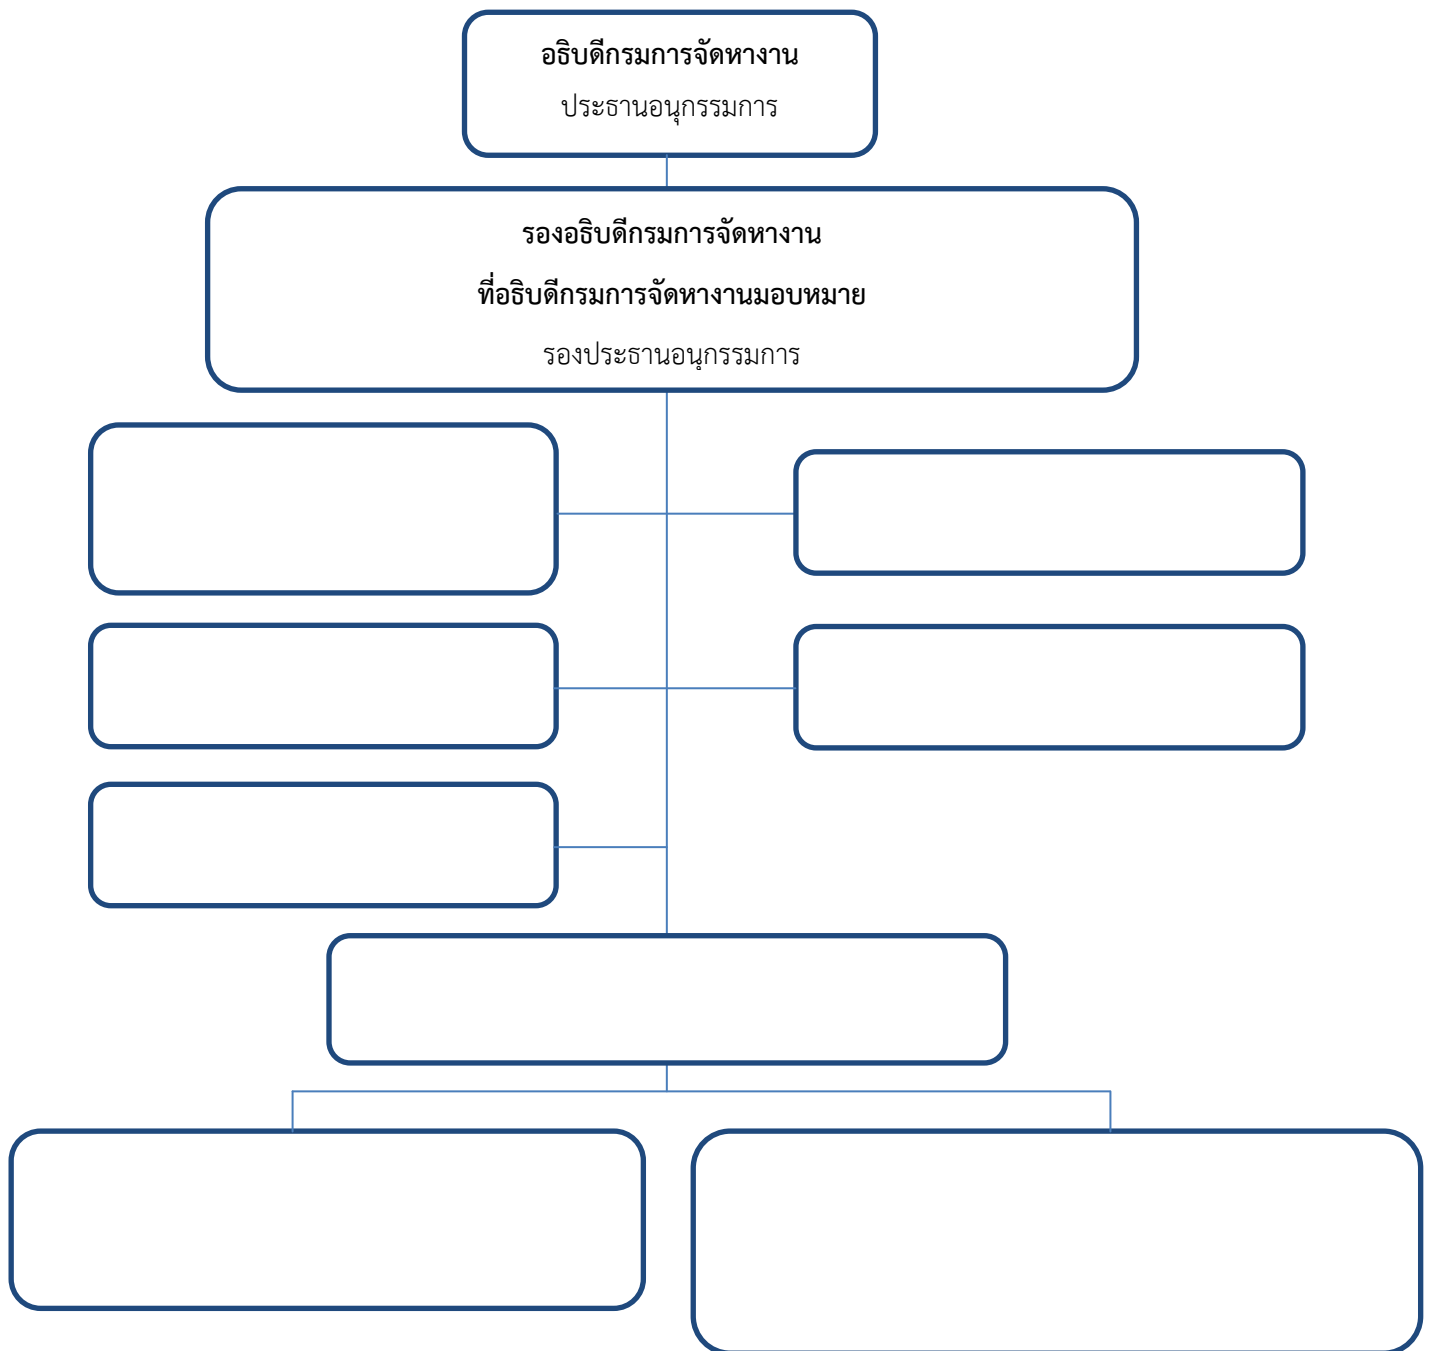 อธิบดีกรมการจัดหางาน
ประธานอนุกรรมการ
รองอธิบดีกรมการจัดหางาน
ที่อธิบดีกรมการจัดหางานมอบหมาย
รองประธานอนุกรรมการ